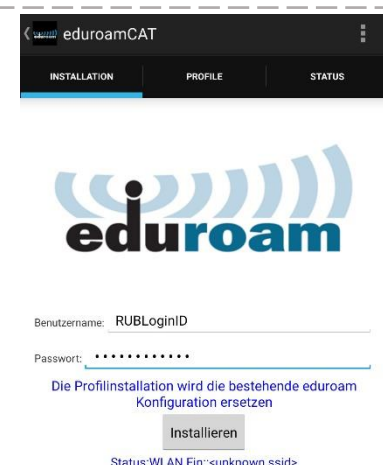 eduroamCAT
INSTALLATION PROFILE STATUS
eduroam
Benutzername: RUBLoginID
Passwort: ••••••••••••
Die Profilinstallation wird die bestehende eduroam
Konfiguration ersetzen
Installieren
Status:WLAN Ein::<unknown ssid>